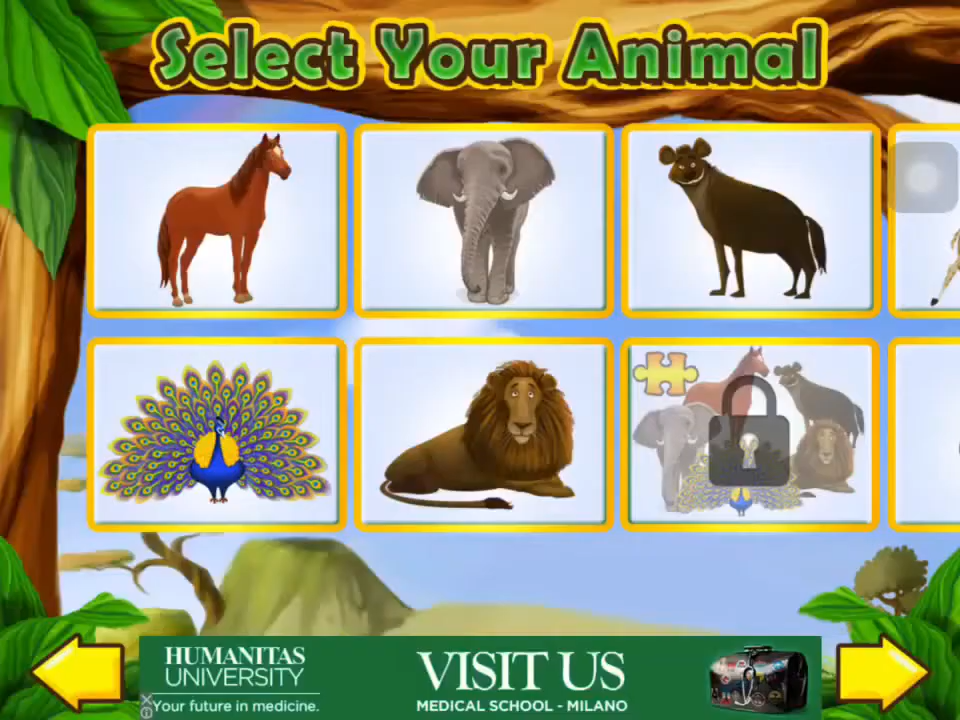 Select Your Animal
HUMANITAS
UNIVERSITY
Your future in medicine.
VISIT US
MEDICAL SCHOOL - MILANO